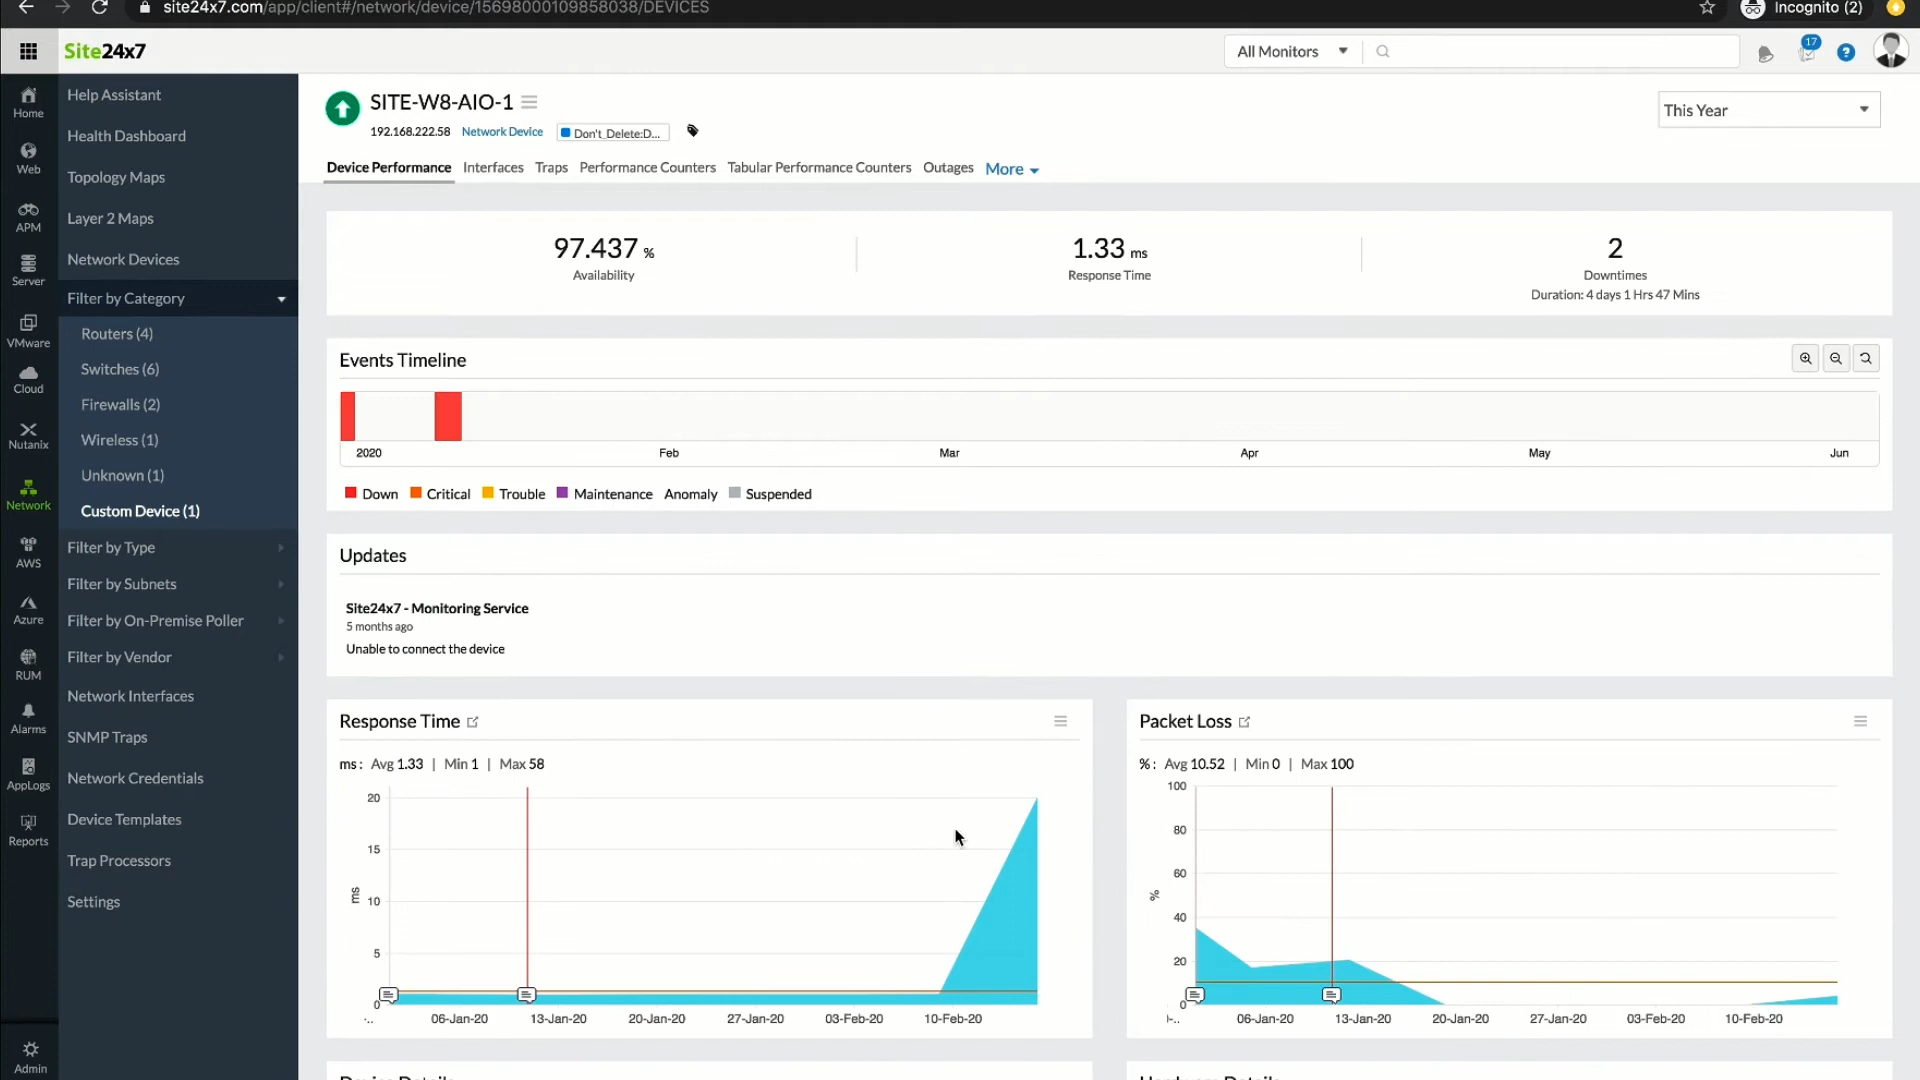 site24x7.com/app/client#/network/device/15698000109858038/DEVICES
Incognito (2)
Site24x7
All Monitors
17
?
Home
Web
APM
Server
VMware
Cloud
Nutanix
Network
AWS
Azure
RUM
Alarms
AppLogs
Reports
Admin
Help Assistant
Health Dashboard
Topology Maps
Layer 2 Maps
Network Devices
Filter by Category
Routers (4)
Switches (6)
Firewalls (2)
Wireless (1)
Unknown (1)
Custom Device (1)
Filter by Type
Filter by Subnets
Filter by On-Premise Poller
Filter by Vendor
Network Interfaces
SNMP Traps
Network Credentials
Device Templates
Trap Processors
Settings
SITE-W8-AIO-1
192.168.222.58 Network Device Don't_Delete:D...
This Year
Device Performance Interfaces Traps Performance Counters Tabular Performance Counters Outages More
97.437 %
Availability
1.33 ms
Response Time
2
Downtimes
Duration: 4 days 1 Hrs 47 Mins
Events Timeline
2020 Feb Mar Apr May Jun
Down Critical Trouble Maintenance Anomaly Suspended
Updates
Site24x7 - Monitoring Service
5 months ago
Unable to connect the device
Response Time
ms : Avg 1.33 | Min 1 | Max 58
20
15
10
5
0
ms
06-Jan-20 13-Jan-20 20-Jan-20 27-Jan-20 03-Feb-20 10-Feb-20
Packet Loss
% : Avg 10.52 | Min 0 | Max 100
100
80
60
40
20
0
%
06-Jan-20 13-Jan-20 20-Jan-20 27-Jan-20 03-Feb-20 10-Feb-20